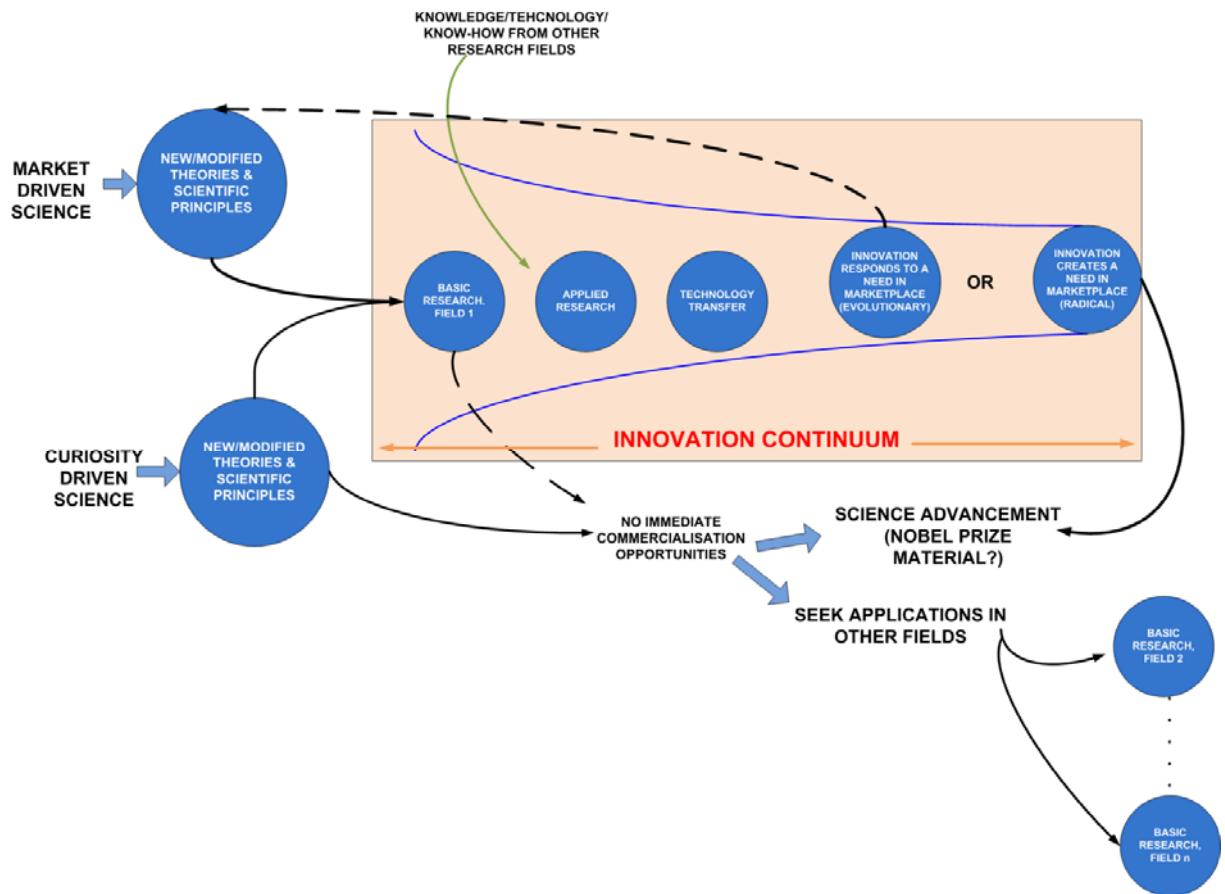 KNOWLEDGE/TEHCNOLOGY/
KNOW-HOW FROM OTHER
RESEARCH FIELDS
MARKET
DRIVEN
SCIENCE
NEW/MODIFIED
THEORIES &
SCIENTIFIC
PRINCIPLES
BASIC
RESEARCH,
FIELD 1
APPLIED
RESEARCH
TECHNOLOGY
TRANSFER
INNOVATION
RESPONDS TO A
NEED IN
MARKETPLACE
(EVOLUTIONARY)
OR
INNOVATION
CREATES A
NEED IN
MARKETPLACE
(RADICAL)
INNOVATION CONTINUUM
CURIOSITY
DRIVEN
SCIENCE
NEW/MODIFIED
THEORIES &
SCIENTIFIC
PRINCIPLES
NO IMMEDIATE
COMMERCIALISATION
OPPORTUNITIES
SCIENCE ADVANCEMENT
(NOBEL PRIZE
MATERIAL?)
SEEK APPLICATIONS IN
OTHER FIELDS
BASIC
RESEARCH,
FIELD 2
BASIC
RESEARCH,
FIELD n